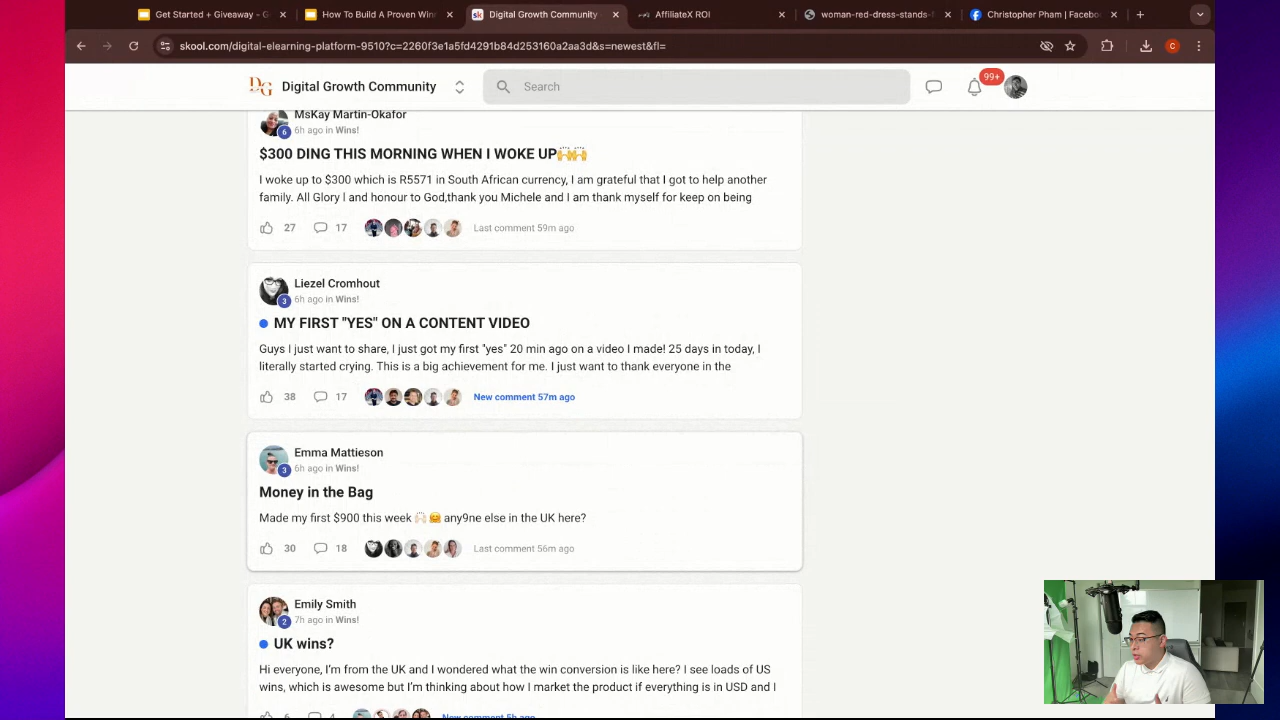 Get Started + Giveaway - G
How To Build A Proven Win
Digital Growth Community
AffiliateX ROI
woman-red-dress-stands-
Christopher Pham | Facebo
skool.com/digital-elearning-platform-9510?c=2260f3e1a5fd4291b84d253160a2aa3d&s=newest&fl=
C
DG
Digital Growth Community
Search
99+
MsKay Martin-Okafor
6
6h ago in Wins!
$300 DING THIS MORNING WHEN I WOKE UP🙌🙌
I woke up to $300 which is R5571 in South African currency, I am grateful that I got to help another
family. All Glory I and honour to God,thank you Michele and I am thank myself for keep on being
27 17 Last comment 59m ago
Liezel Cromhout
3
6h ago in Wins!
MY FIRST "YES" ON A CONTENT VIDEO
Guys I just want to share, I just got my first "yes" 20 min ago on a video I made! 25 days in today, I
literally started crying. This is a big achievement for me. I just want to thank everyone in the
38 17 New comment 57m ago
Emma Mattieson
3
6h ago in Wins!
Money in the Bag
Made my first $900 this week 🙌🏻 🤗 any9ne else in the UK here?
30 18 Last comment 56m ago
Emily Smith
2
7h ago in Wins!
UK wins?
Hi everyone, I'm from the UK and I wondered what the win conversion is like here? I see loads of US
wins, which is awesome but I'm thinking about how I market the product if everything is in USD and I
6 4 New comment 5h ago